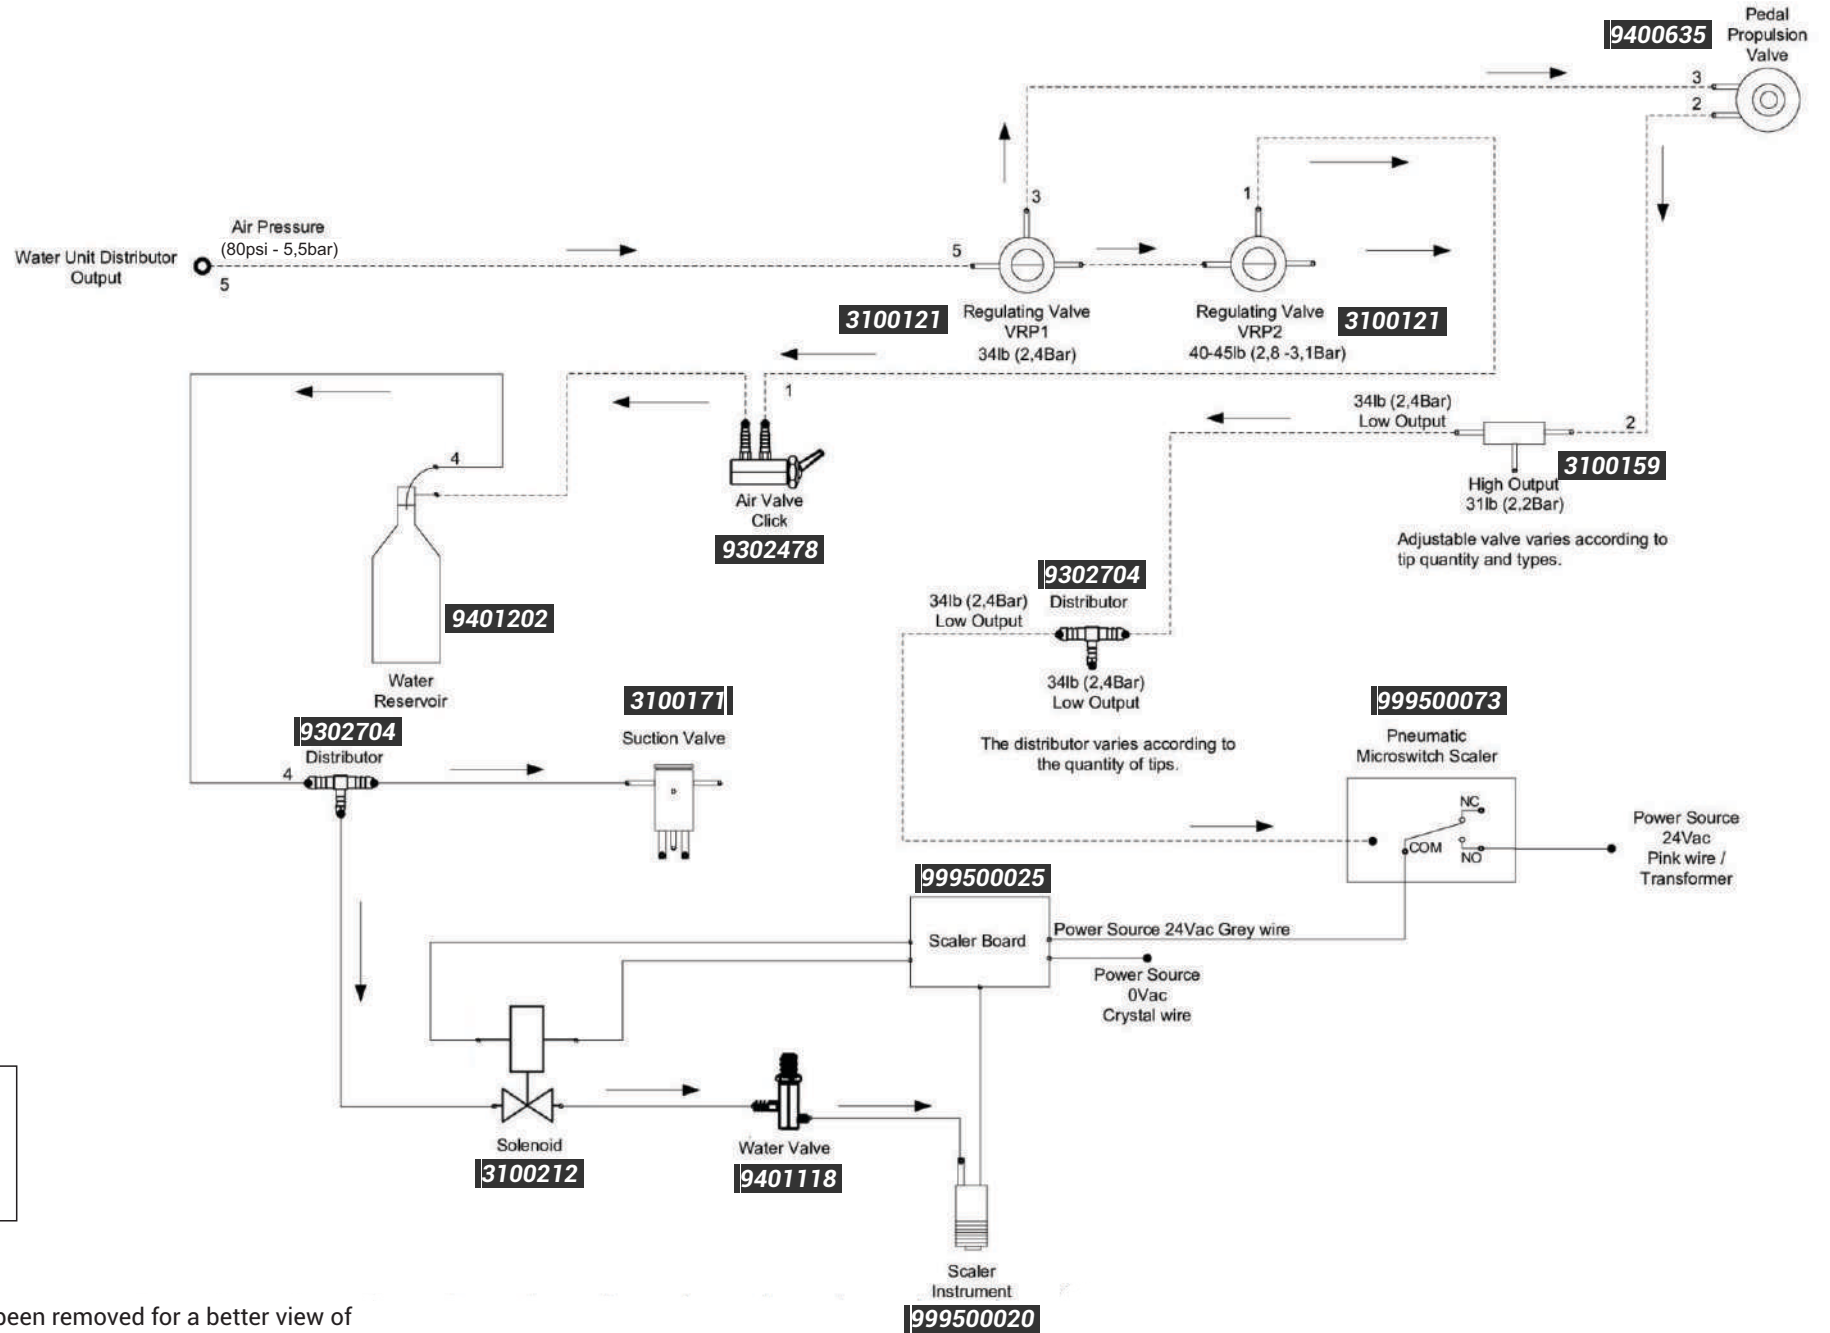 9400635
Pedal
Propulsion
Valve
3
2
3
1
Air Pressure
(80psi - 5,5bar)
Water Unit Distributor
Output
5
5
3100121
Regulating Valve
VRP1
34lb (2,4Bar)
Regulating Valve
VRP2
40-45lb (2,8 -3,1Bar)
3100121
1
34lb (2,4Bar)
Low Output
2
3100159
High Output
31lb (2,2Bar)
Adjustable valve varies according to
tip quantity and types.
4
Air Valve
Click
9302478
9401202
Water
Reservoir
9302704
Distributor
34lb (2,4Bar)
Low Output
34lb (2,4Bar)
Low Output
The distributor varies according to
the quantity of tips.
3100171
Suction Valve
9302704
Distributor
4
999500073
Pneumatic
Microswitch Scaler
NC
COM
NO
Power Source
24Vac
Pink wire /
Transformer
999500025
Scaler Board
Power Source 24Vac Grey wire
Power Source
0Vac
Crystal wire
Solenoid
3100212
Water Valve
9401118
Scaler
Instrument
999500020
been removed for a better view of